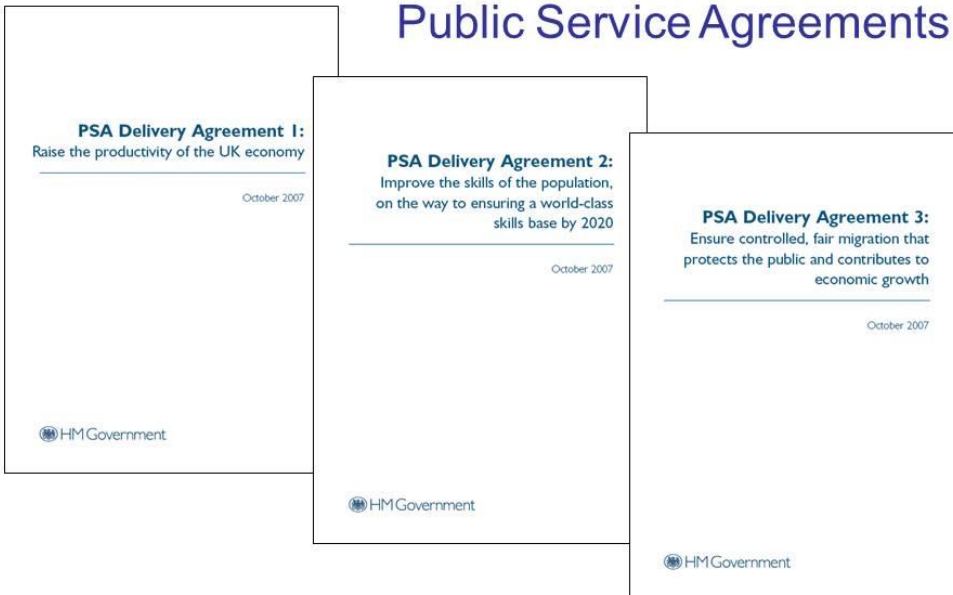 Public Service Agreements
PSA Delivery Agreement 1:
Raise the productivity of the UK economy
October 2007
HM Government
PSA Delivery Agreement 2:
Improve the skills of the population,
on the way to ensuring a world-class
skills base by 2020
October 2007
HM Government
PSA Delivery Agreement 3:
Ensure controlled, fair migration that
protects the public and contributes to
economic growth
October 2007
HM Government